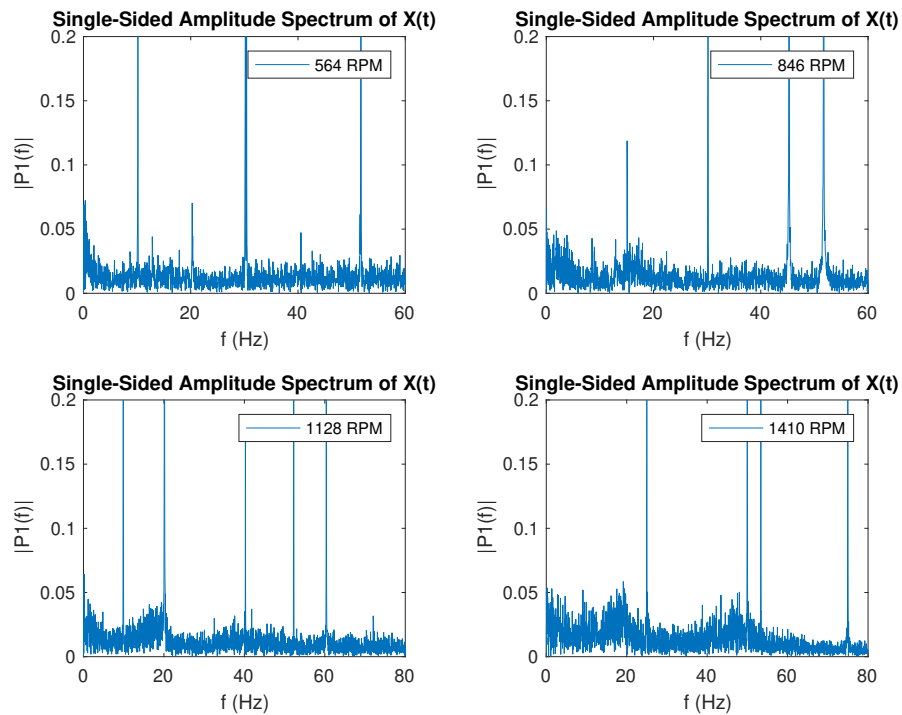 Single-Sided Amplitude Spectrum of X(t)
0.2
0.15
0.1
0.05
0
|P1(f)|
564 RPM
0 20 40 60
f (Hz)
Single-Sided Amplitude Spectrum of X(t)
0.2
0.15
0.1
0.05
0
|P1(f)|
846 RPM
0 10 20 30 40 50 60
f (Hz)
Single-Sided Amplitude Spectrum of X(t)
0.2
0.15
0.1
0.05
0
|P1(f)|
1128 RPM
0 20 40 60 80
f (Hz)
Single-Sided Amplitude Spectrum of X(t)
0.2
0.15
0.1
0.05
0
|P1(f)|
1410 RPM
0 20 40 60 80
f (Hz)